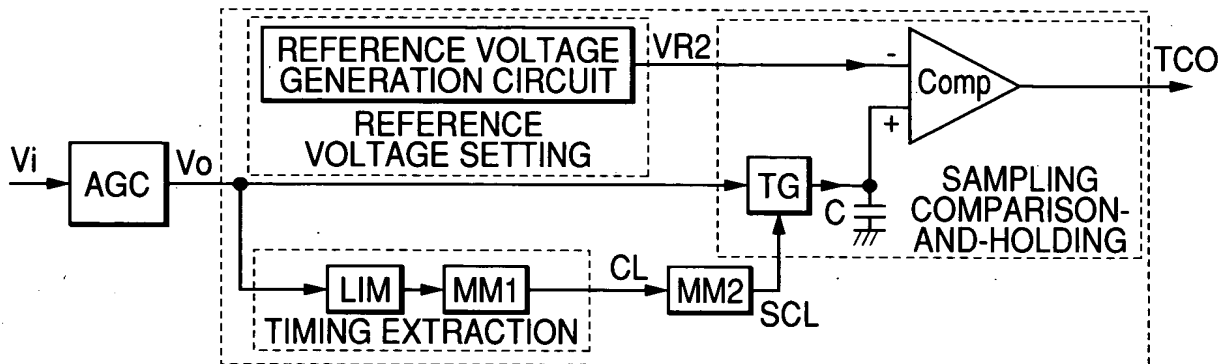 REFERENCE VOLTAGE
GENERATION CIRCUIT
VR2
REFERENCE
VOLTAGE SETTING
-
Comp
+
TCO
Vi
AGC
Vo
TG
C
SAMPLING
COMPARISON-
AND-HOLDING
LIM
MM1
CL
MM2
SCL
TIMING EXTRACTION